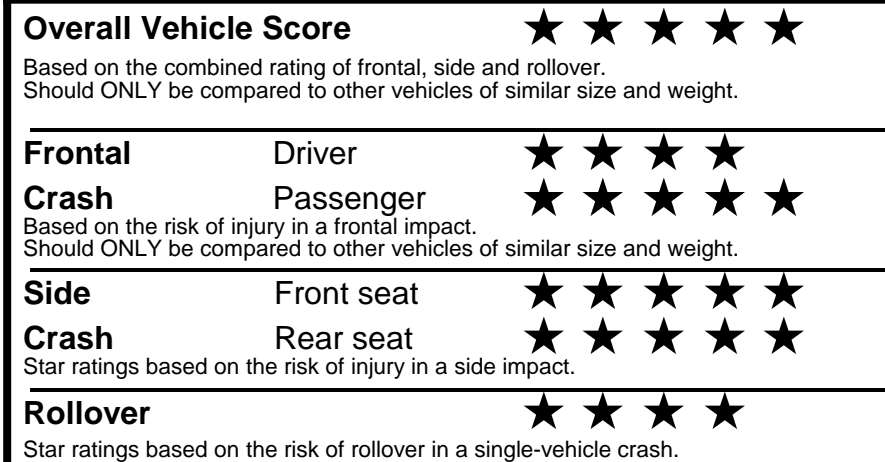 Overall Vehicle Score ★ ★ ★ ★ ★
Based on the combined rating of frontal, side and rollover.
Should ONLY be compared to other vehicles of similar size and weight.
Frontal Driver ★ ★ ★ ★
Crash Passenger ★ ★ ★ ★ ★
Based on the risk of injury in a frontal impact.
Should ONLY be compared to other vehicles of similar size and weight.
Side Front seat ★ ★ ★ ★ ★
Crash Rear seat ★ ★ ★ ★ ★
Star ratings based on the risk of injury in a side impact.
Rollover ★ ★ ★ ★
Star ratings based on the risk of rollover in a single-vehicle crash.